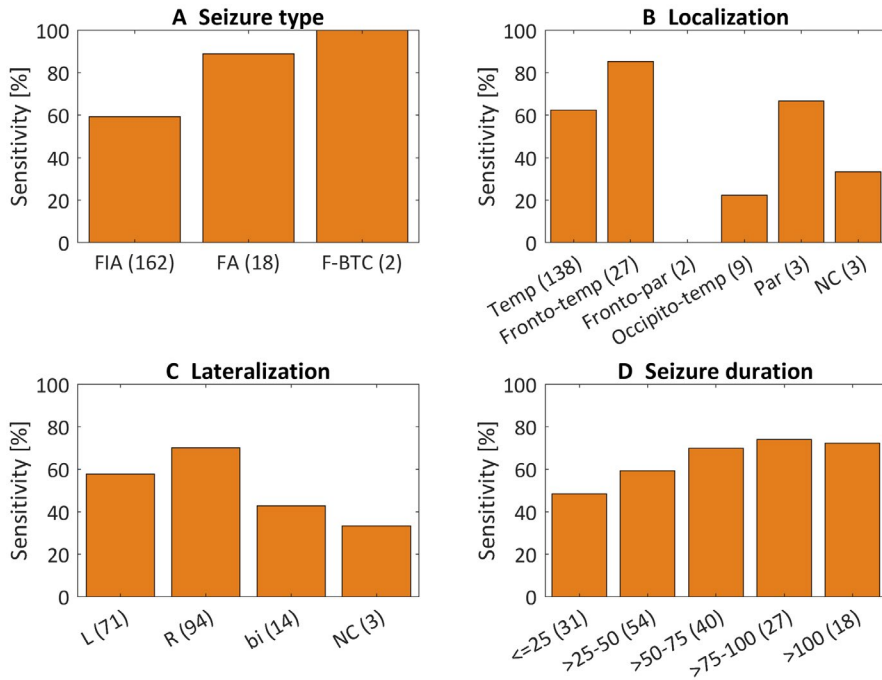 A Seizure type
Sensitivity [%]
100
80
60
40
20
0
FIA (162) FA (18) F-BTC (2)
B Localization
Sensitivity [%]
100
80
60
40
20
0
Temp (138) Fronto-temp (27) Fronto-par (2) Occipito-temp (9) Par (3) NC (3)
C Lateralization
Sensitivity [%]
100
80
60
40
20
0
L (71) R (94) bi (14) NC (3)
D Seizure duration
Sensitivity [%]
100
80
60
40
20
0
<=25 (31) >25-50 (54) >50-75 (40) >75-100 (27) >100 (18)